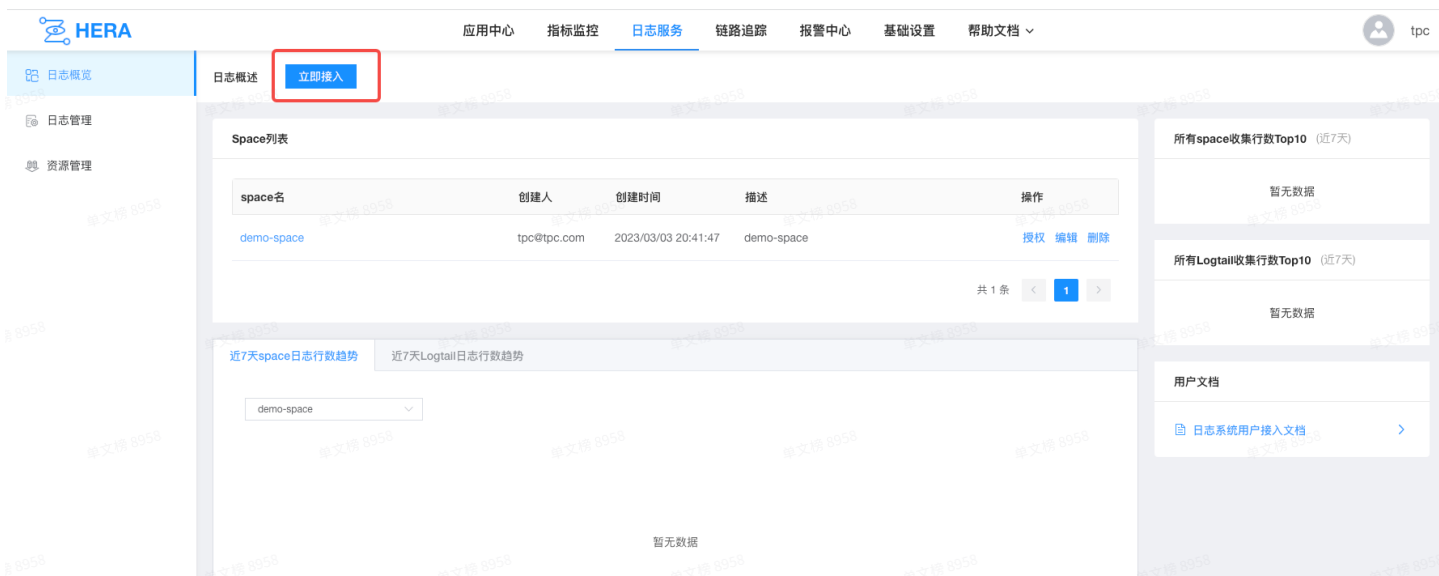 HERA
应用中心 指标监控 日志服务 链路追踪 报警中心 基础设置 帮助文档
tpc
日志概览
日志管理
资源管理
日志概述 立即接入
Space列表
space名 创建人 创建时间 描述 操作
demo-space tpc@tpc.com 2023/03/03 20:41:47 demo-space 授权 编辑 删除
共 1 条 < 1 >
近7天space日志行数趋势 近7天Logtail日志行数趋势
demo-space
暂无数据
所有space收集行数Top10 (近7天)
暂无数据
所有Logtail收集行数Top10 (近7天)
暂无数据
用户文档
日志系统用户接入文档